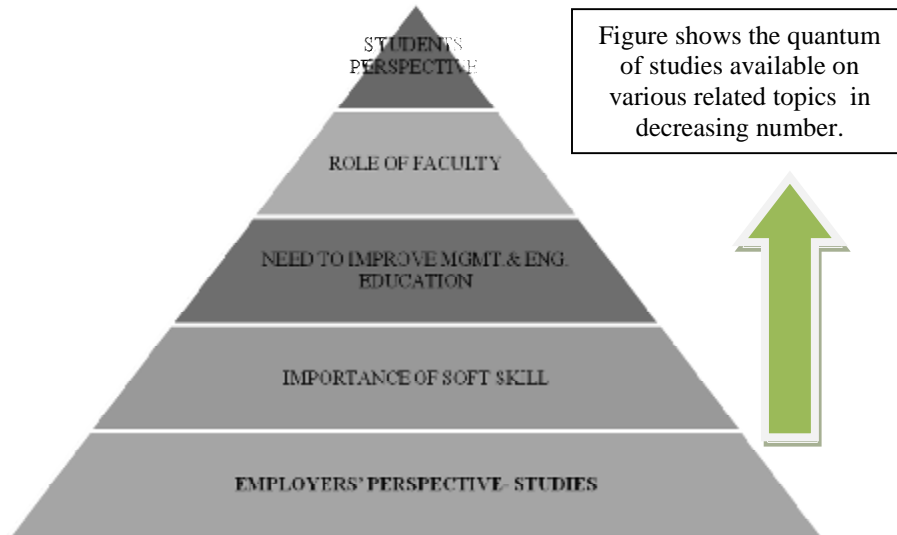 STUDENTS
PERSPECTIVE
Figure shows the quantum
of studies available on
various related topics in
decreasing number.
ROLE OF FACULTY
NEED TO IMPROVE MGMT.& ENG.
EDUCATION
IMPORTANCE OF SOFT SKILL
EMPLOYERS' PERSPECTIVE- STUDIES